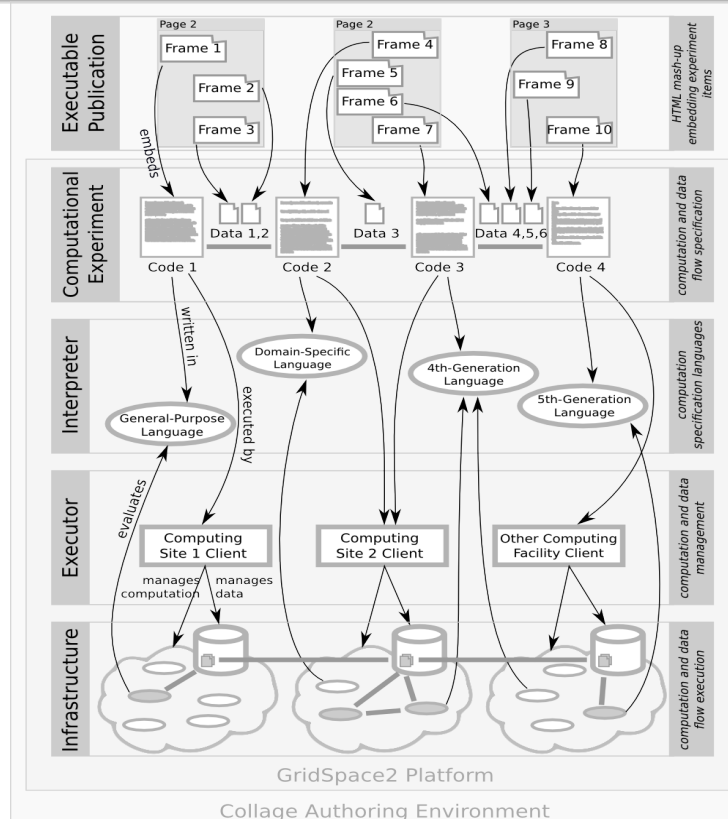 Page 2
Page 2
Page 3
Executable
Publication
Frame 1
Frame 2
Frame 3
Frame 4
Frame 5
Frame 6
Frame 7
Frame 8
Frame 9
Frame 10
HTML mash-up
embedding experiment
items
embeds
Computational
Experiment
Data 1,2
Data 3
Data 4,5,6
Code 1
Code 2
Code 3
Code 4
computation and data
flow specification
written in
executed by
Interpreter
General-Purpose
Language
Domain-Specific
Language
4th-Generation
Language
5th-Generation
Language
computation
specification languages
evaluates
Executor
Computing
Site 1 Client
Computing
Site 2 Client
Other Computing
Facility Client
computation and data
management
manages
computation
manages
data
Infrastructure
computation and data
flow execution
GridSpace2 Platform
Collage Authoring Environment